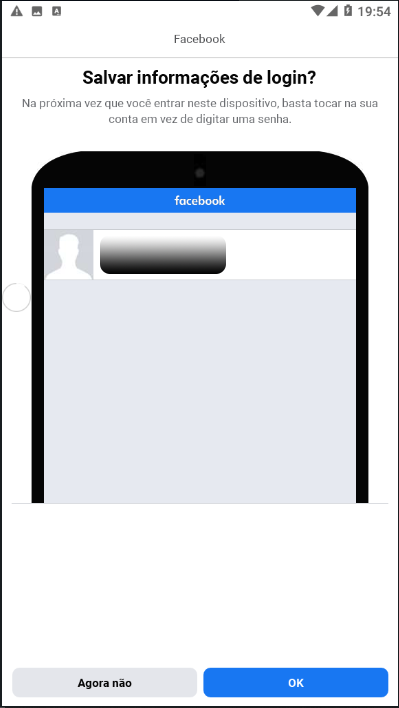 19:54
Facebook
Salvar informações de login?
Na próxima vez que você entrar neste dispositivo, basta tocar na sua
conta em vez de digitar uma senha.
facebook
Agora não
OK